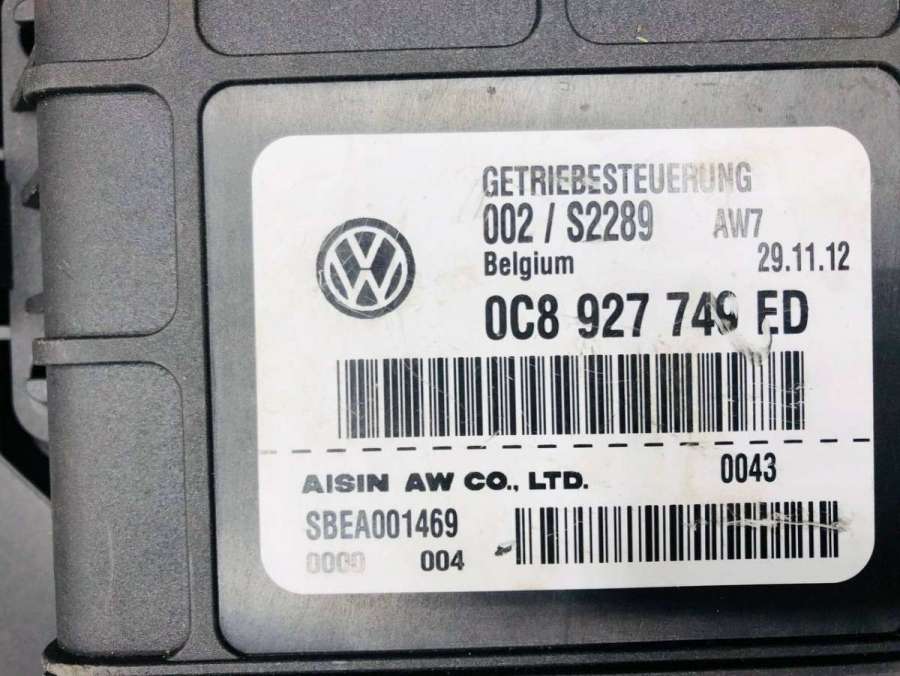 GETRIEBESTEUERUNG
002 / S2289 AW7
Belgium 29.11.12
0C8 927 749 ED
0043
AISIN AW CO., LTD.
SBEA001469
0000 004